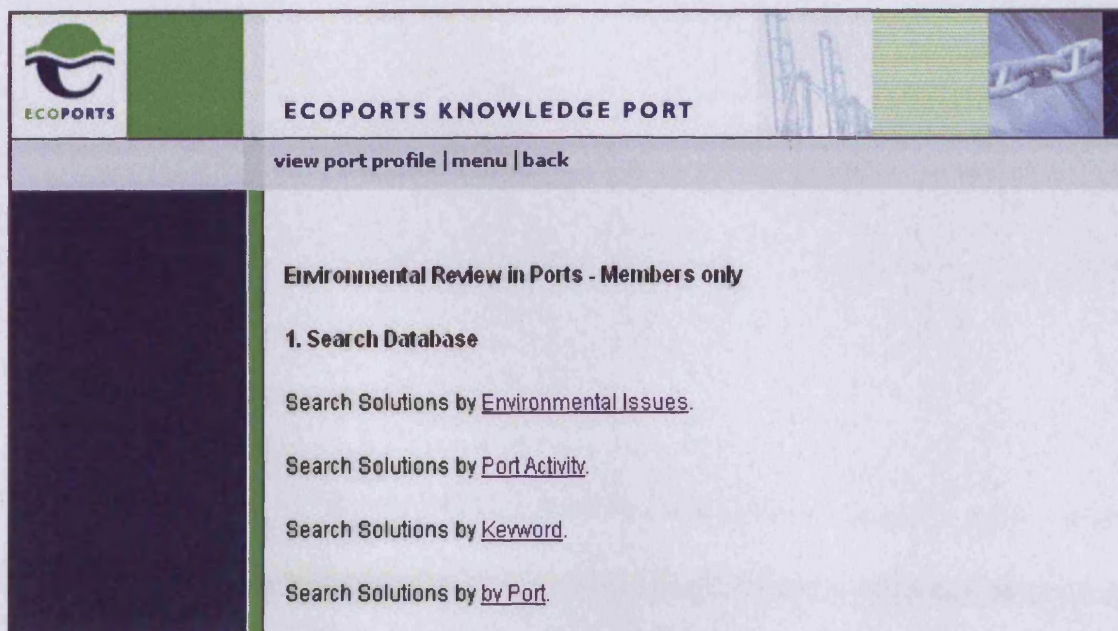 ECOPORTS
ECOPORTS KNOWLEDGE PORT
view port profile | menu | back
Environmental Review in Ports - Members only
1. Search Database
Search Solutions by Environmental Issues.
Search Solutions by Port Activity.
Search Solutions by Keyword.
Search Solutions by by Port.